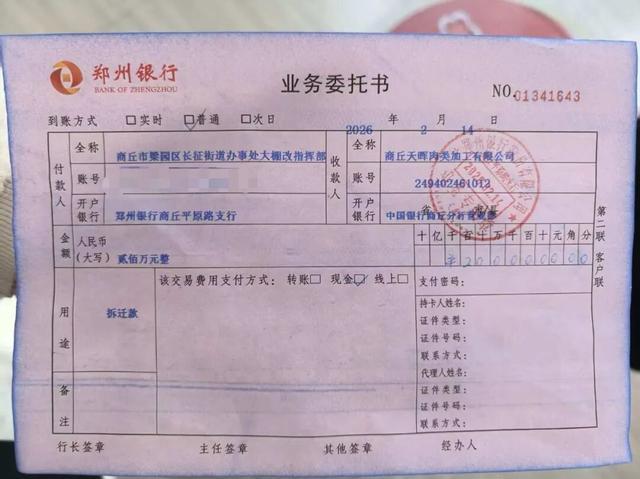 郑州银行
BANK OF ZHENGZHOU
业务委托书
NO.01341643
到账方式 □实时 ☑普通 □次日 2026 年 2 月 14 日
付款人 全称 商丘市梁园区长征街道办事处大棚改指挥部
账号
开户银行 郑州银行商丘平原路支行
收款人 全称 商丘天晖肉类加工有限公司
账号 249402461012
开户银行 中国银行商丘分行营业部
金额 人民币(大写) 贰佰万元整
十亿千百十万千百十元角分
¥200000000
用途 拆迁款
该交易费用支付方式: 转账□ 现金☑ 线上□
支付密码:
持卡人姓名:
证件类型:
证件号码:
联系方式:
代理人姓名:
证件类型:
证件号码:
联系方式:
备注
行长签章 主任签章 其他签章 经办人
第二联 客户联